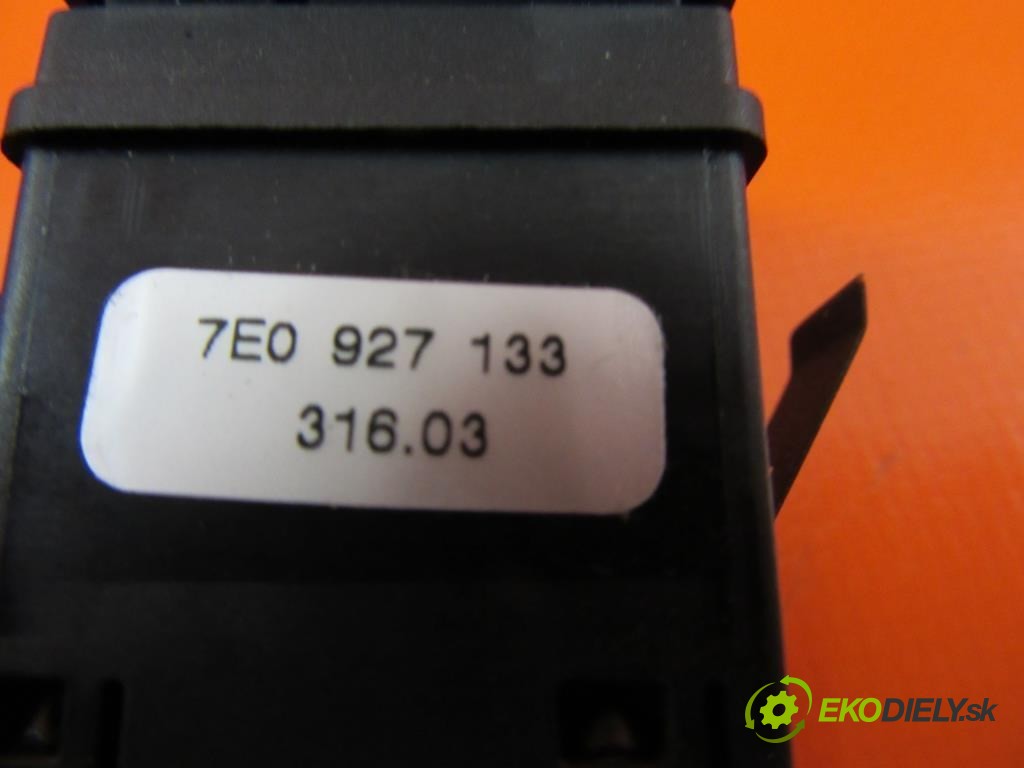 7E0 927 133
316.03
EKODIELY.sk